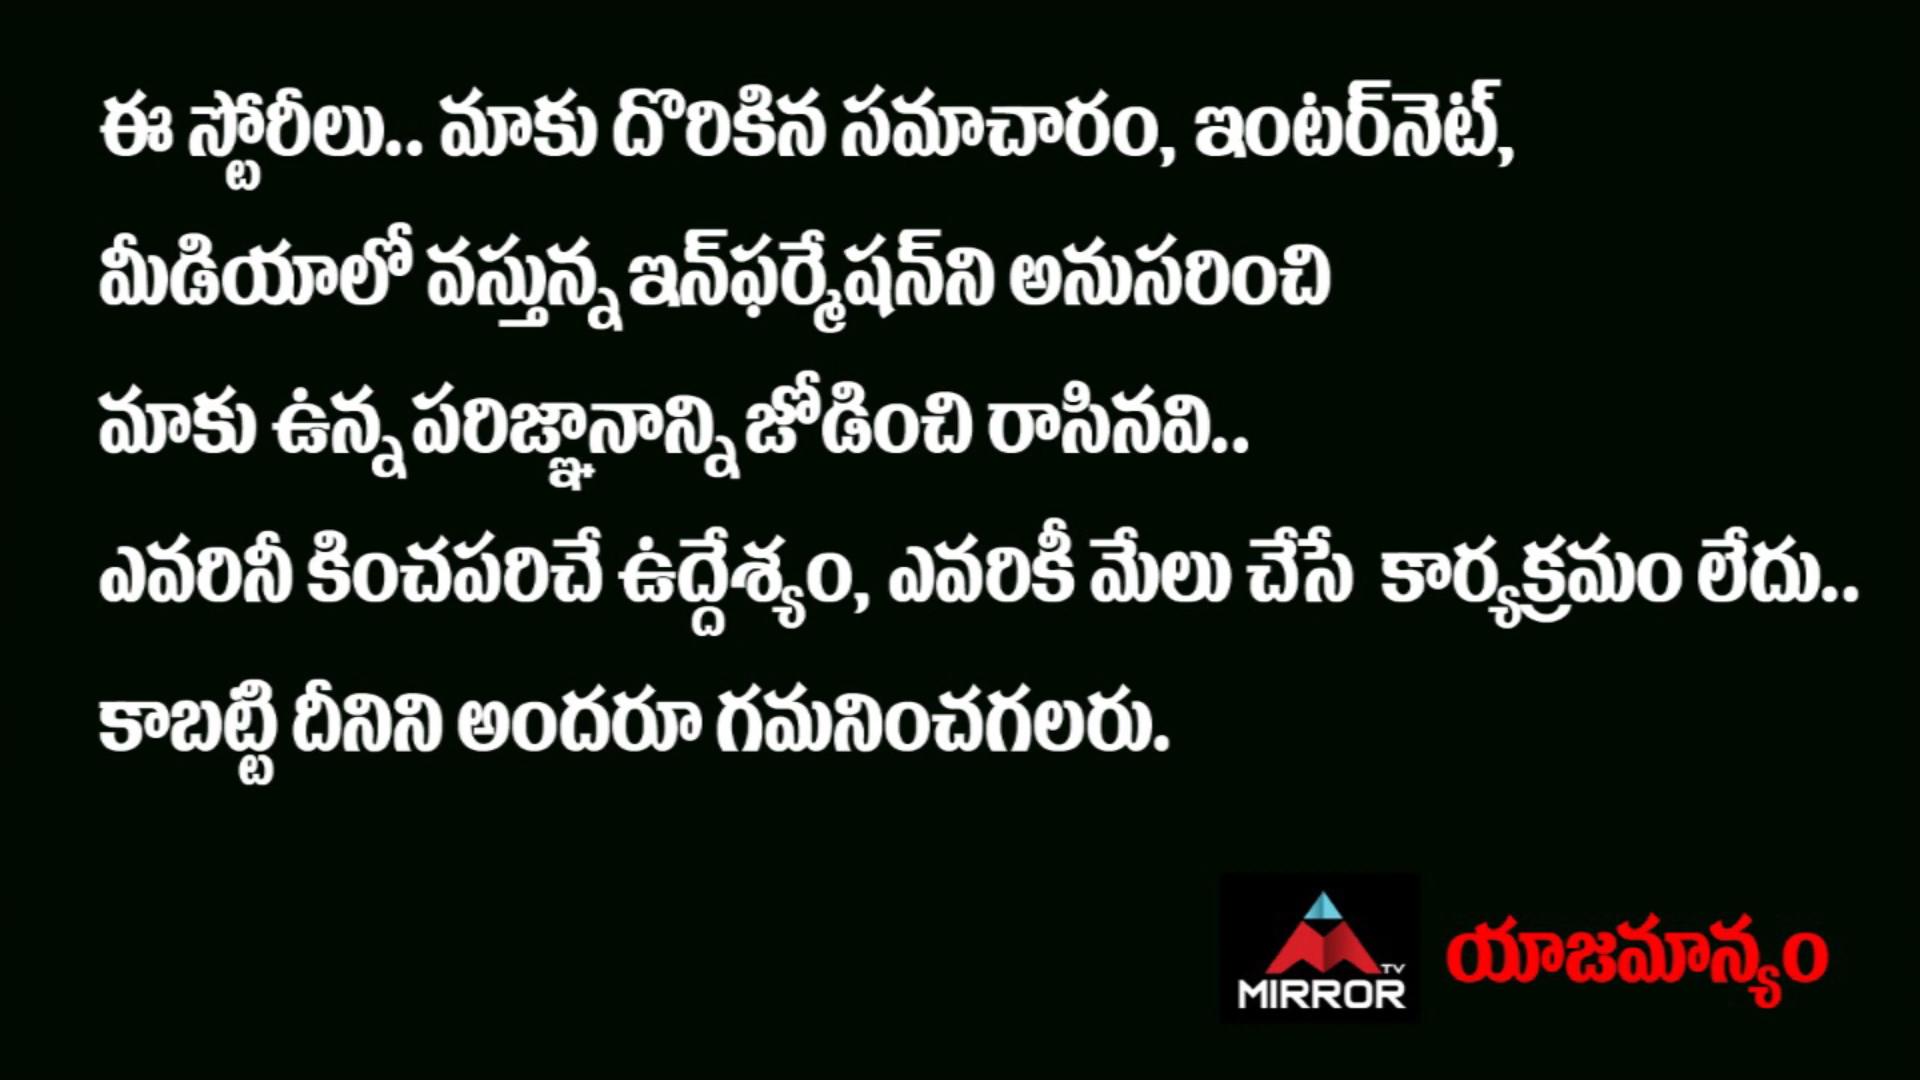 ఈ స్టోరీలు.. మాకు దొరికిన సమాచారం, ఇంటర్‌నెట్,
మీడియాలో వస్తున్న ఇన్‌ఫర్మేషన్‌ని అనుసరించి
మాకు ఉన్న పరిజ్ఞానాన్ని జోడించి రాసినవి..
ఎవరినీ కించపరిచే ఉద్దేశ్యం, ఎవరికీ మేలు చేసే కార్యక్రమం లేదు..
కాబట్టి దీనిని అందరూ గమనించగలరు.
TV
MIRROR
యాజమాన్యం